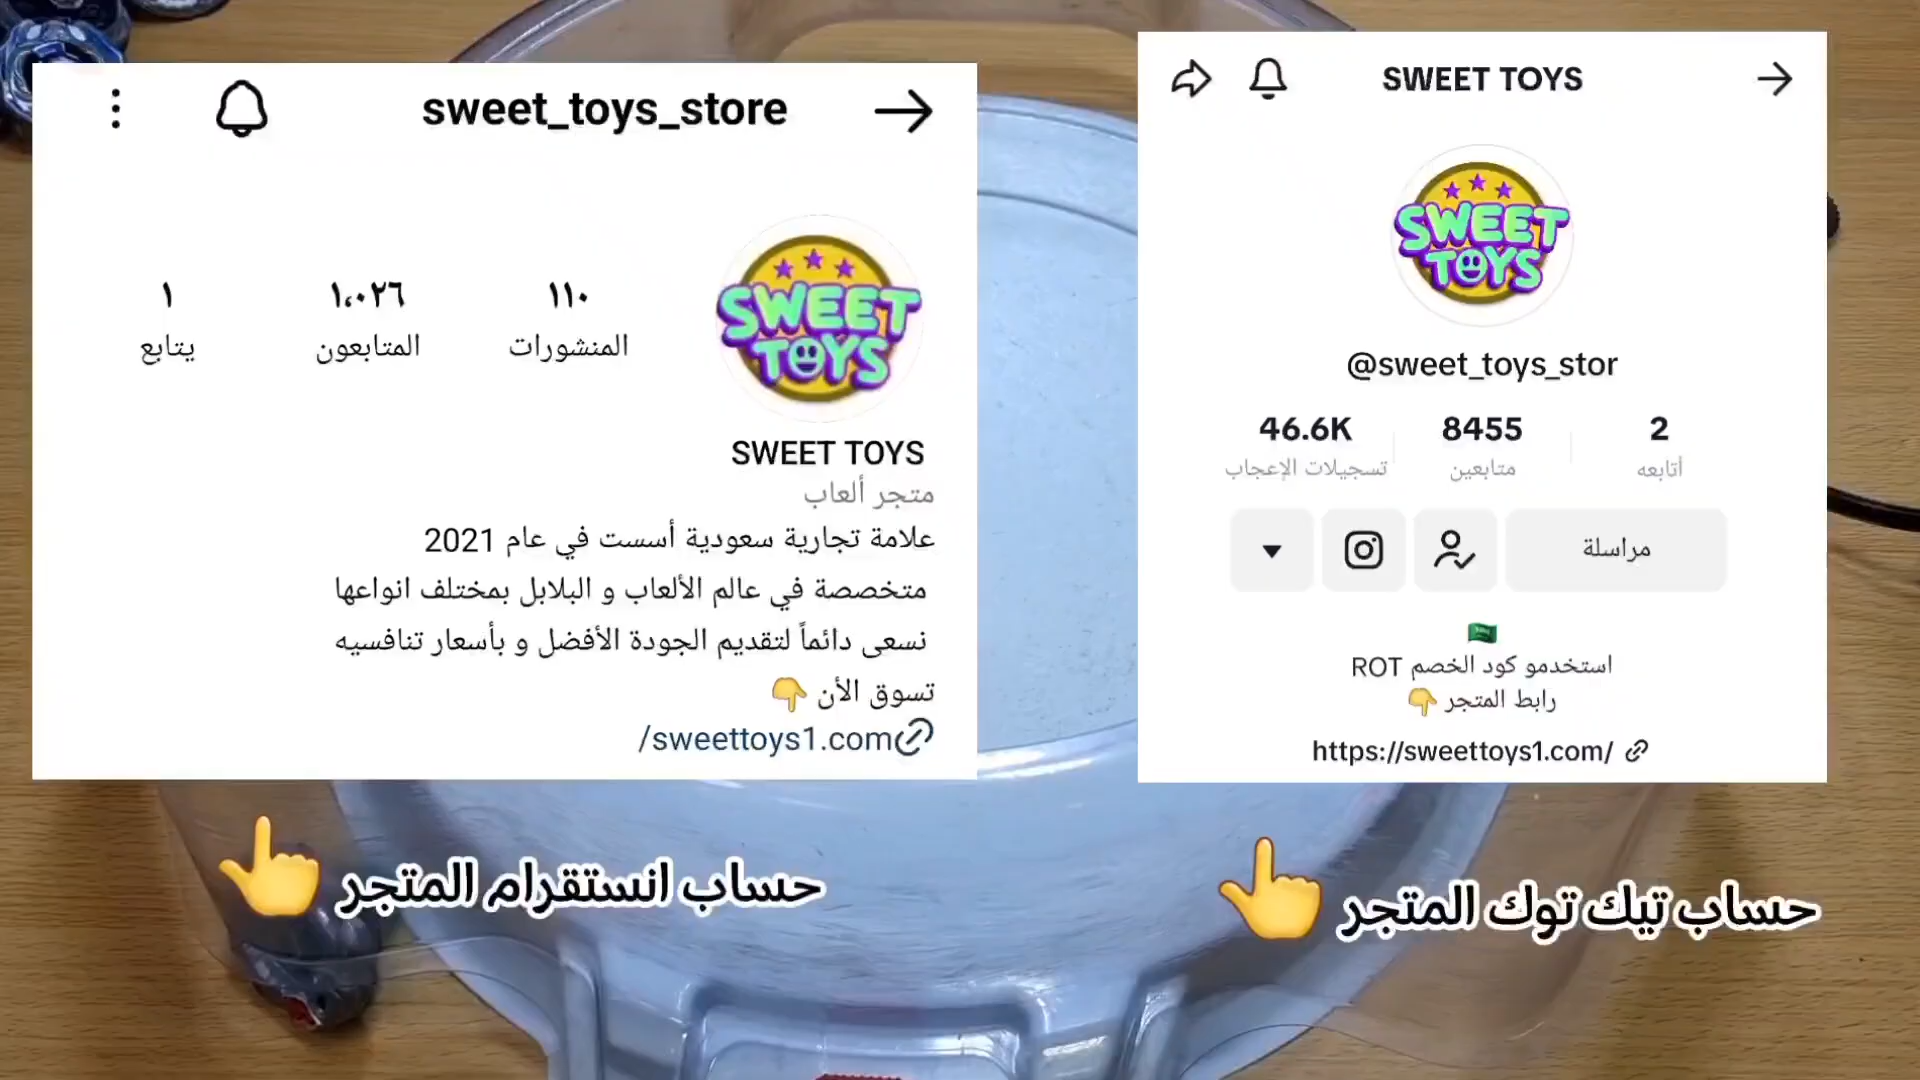 sweet_toys_store
SWEET TOYS
١١٠
المنشورات
١،٠٢٦
المتابعون
١
يتابع
SWEET TOYS
متجر ألعاب
علامة تجارية سعودية أسست في عام 2021
متخصصة في عالم الألعاب و البلابل بمختلف انواعها
نسعى دائماً لتقديم الجودة الأفضل و بأسعار تنافسيه
تسوق الأن 👇
/sweettoys1.com
حساب انستقرام المتجر 👆
SWEET TOYS
SWEET TOYS
@sweet_toys_stor
2
أتابعه
8455
متابعين
46.6K
تسجيلات الإعجاب
مراسلة
🇸🇦
استخدمو كود الخصم ROT
رابط المتجر 👇
https://sweettoys1.com/
حساب تيك توك المتجر 👆